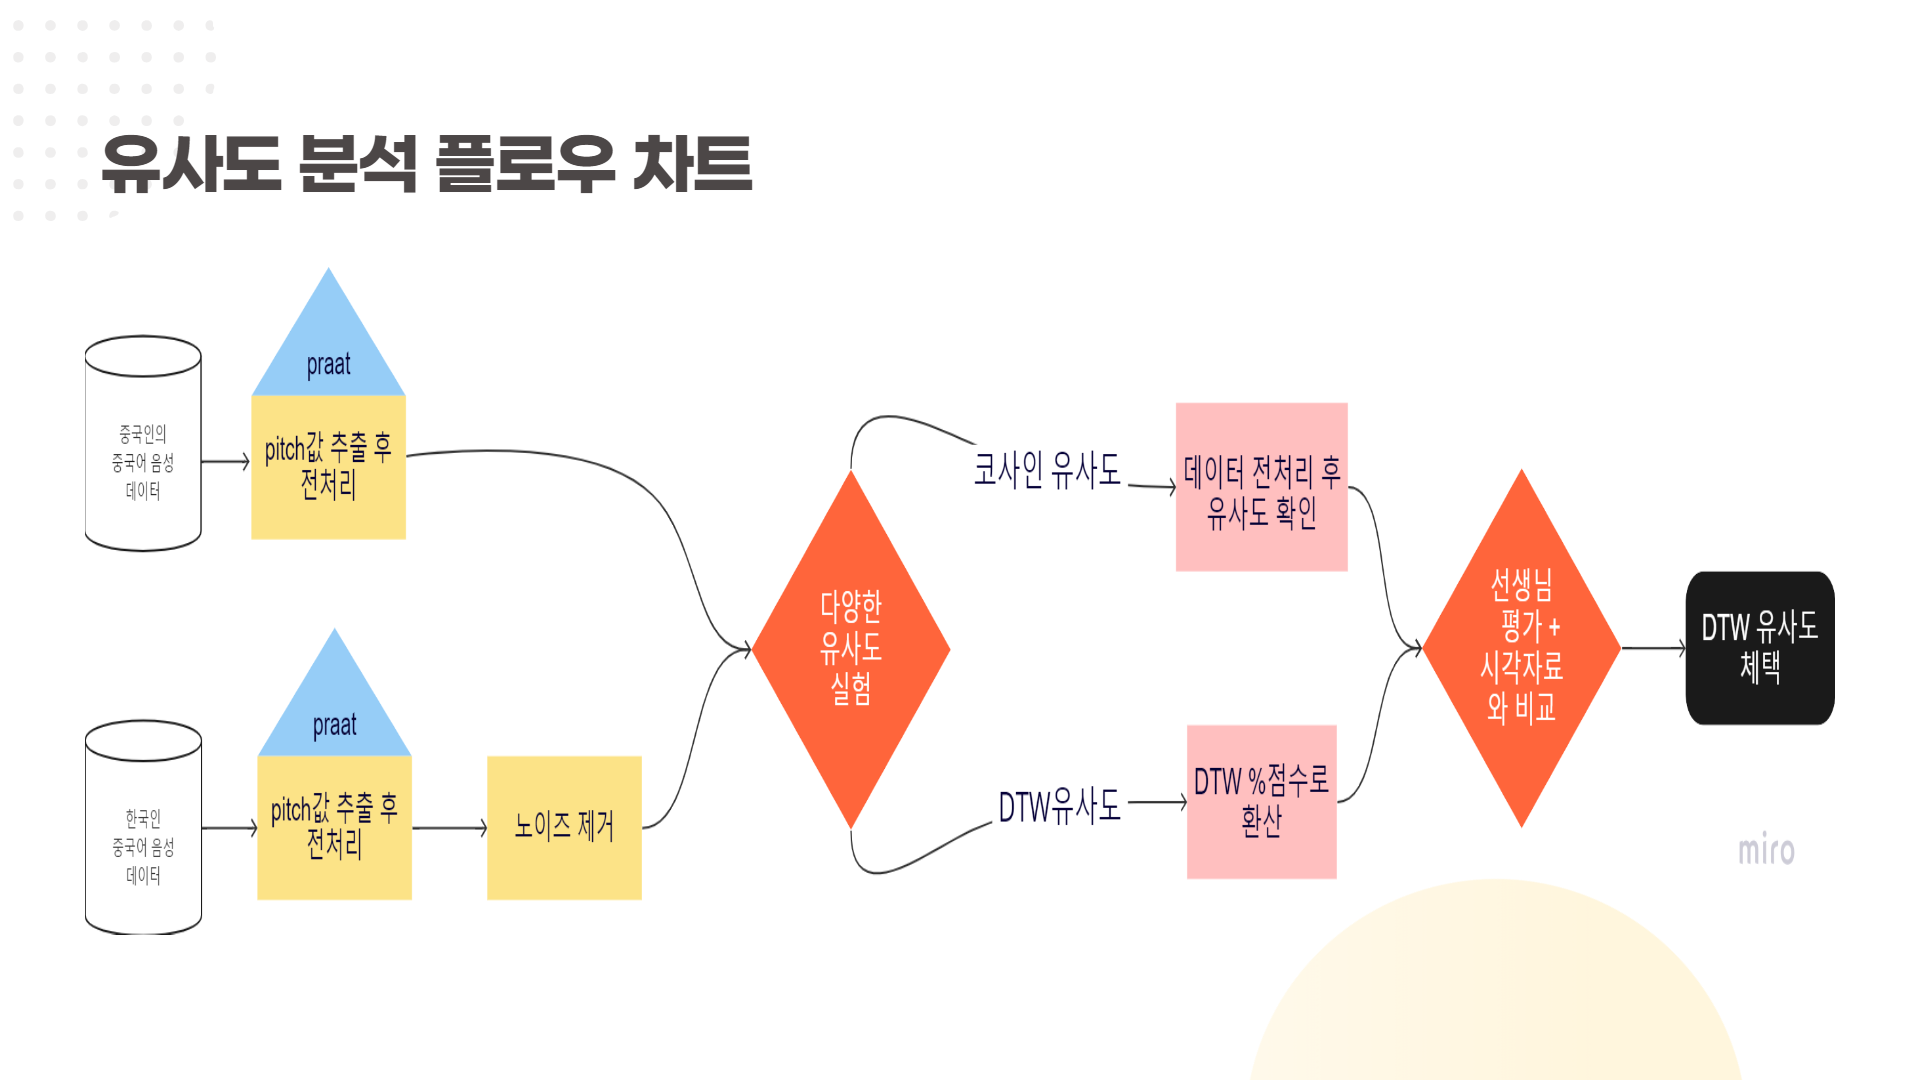 유사도 분석 플로우 차트
praat
중국인의
중국어 음성
데이터
pitch값 추출 후
전처리
praat
한국인
중국어 음성
데이터
pitch값 추출 후
전처리
노이즈 제거
다양한
유사도
실험
코사인 유사도
데이터 전처리 후
유사도 확인
DTW유사도
DTW %점수로
환산
선생님
평가 +
시각자료
와 비교
DTW 유사도
체택
miro